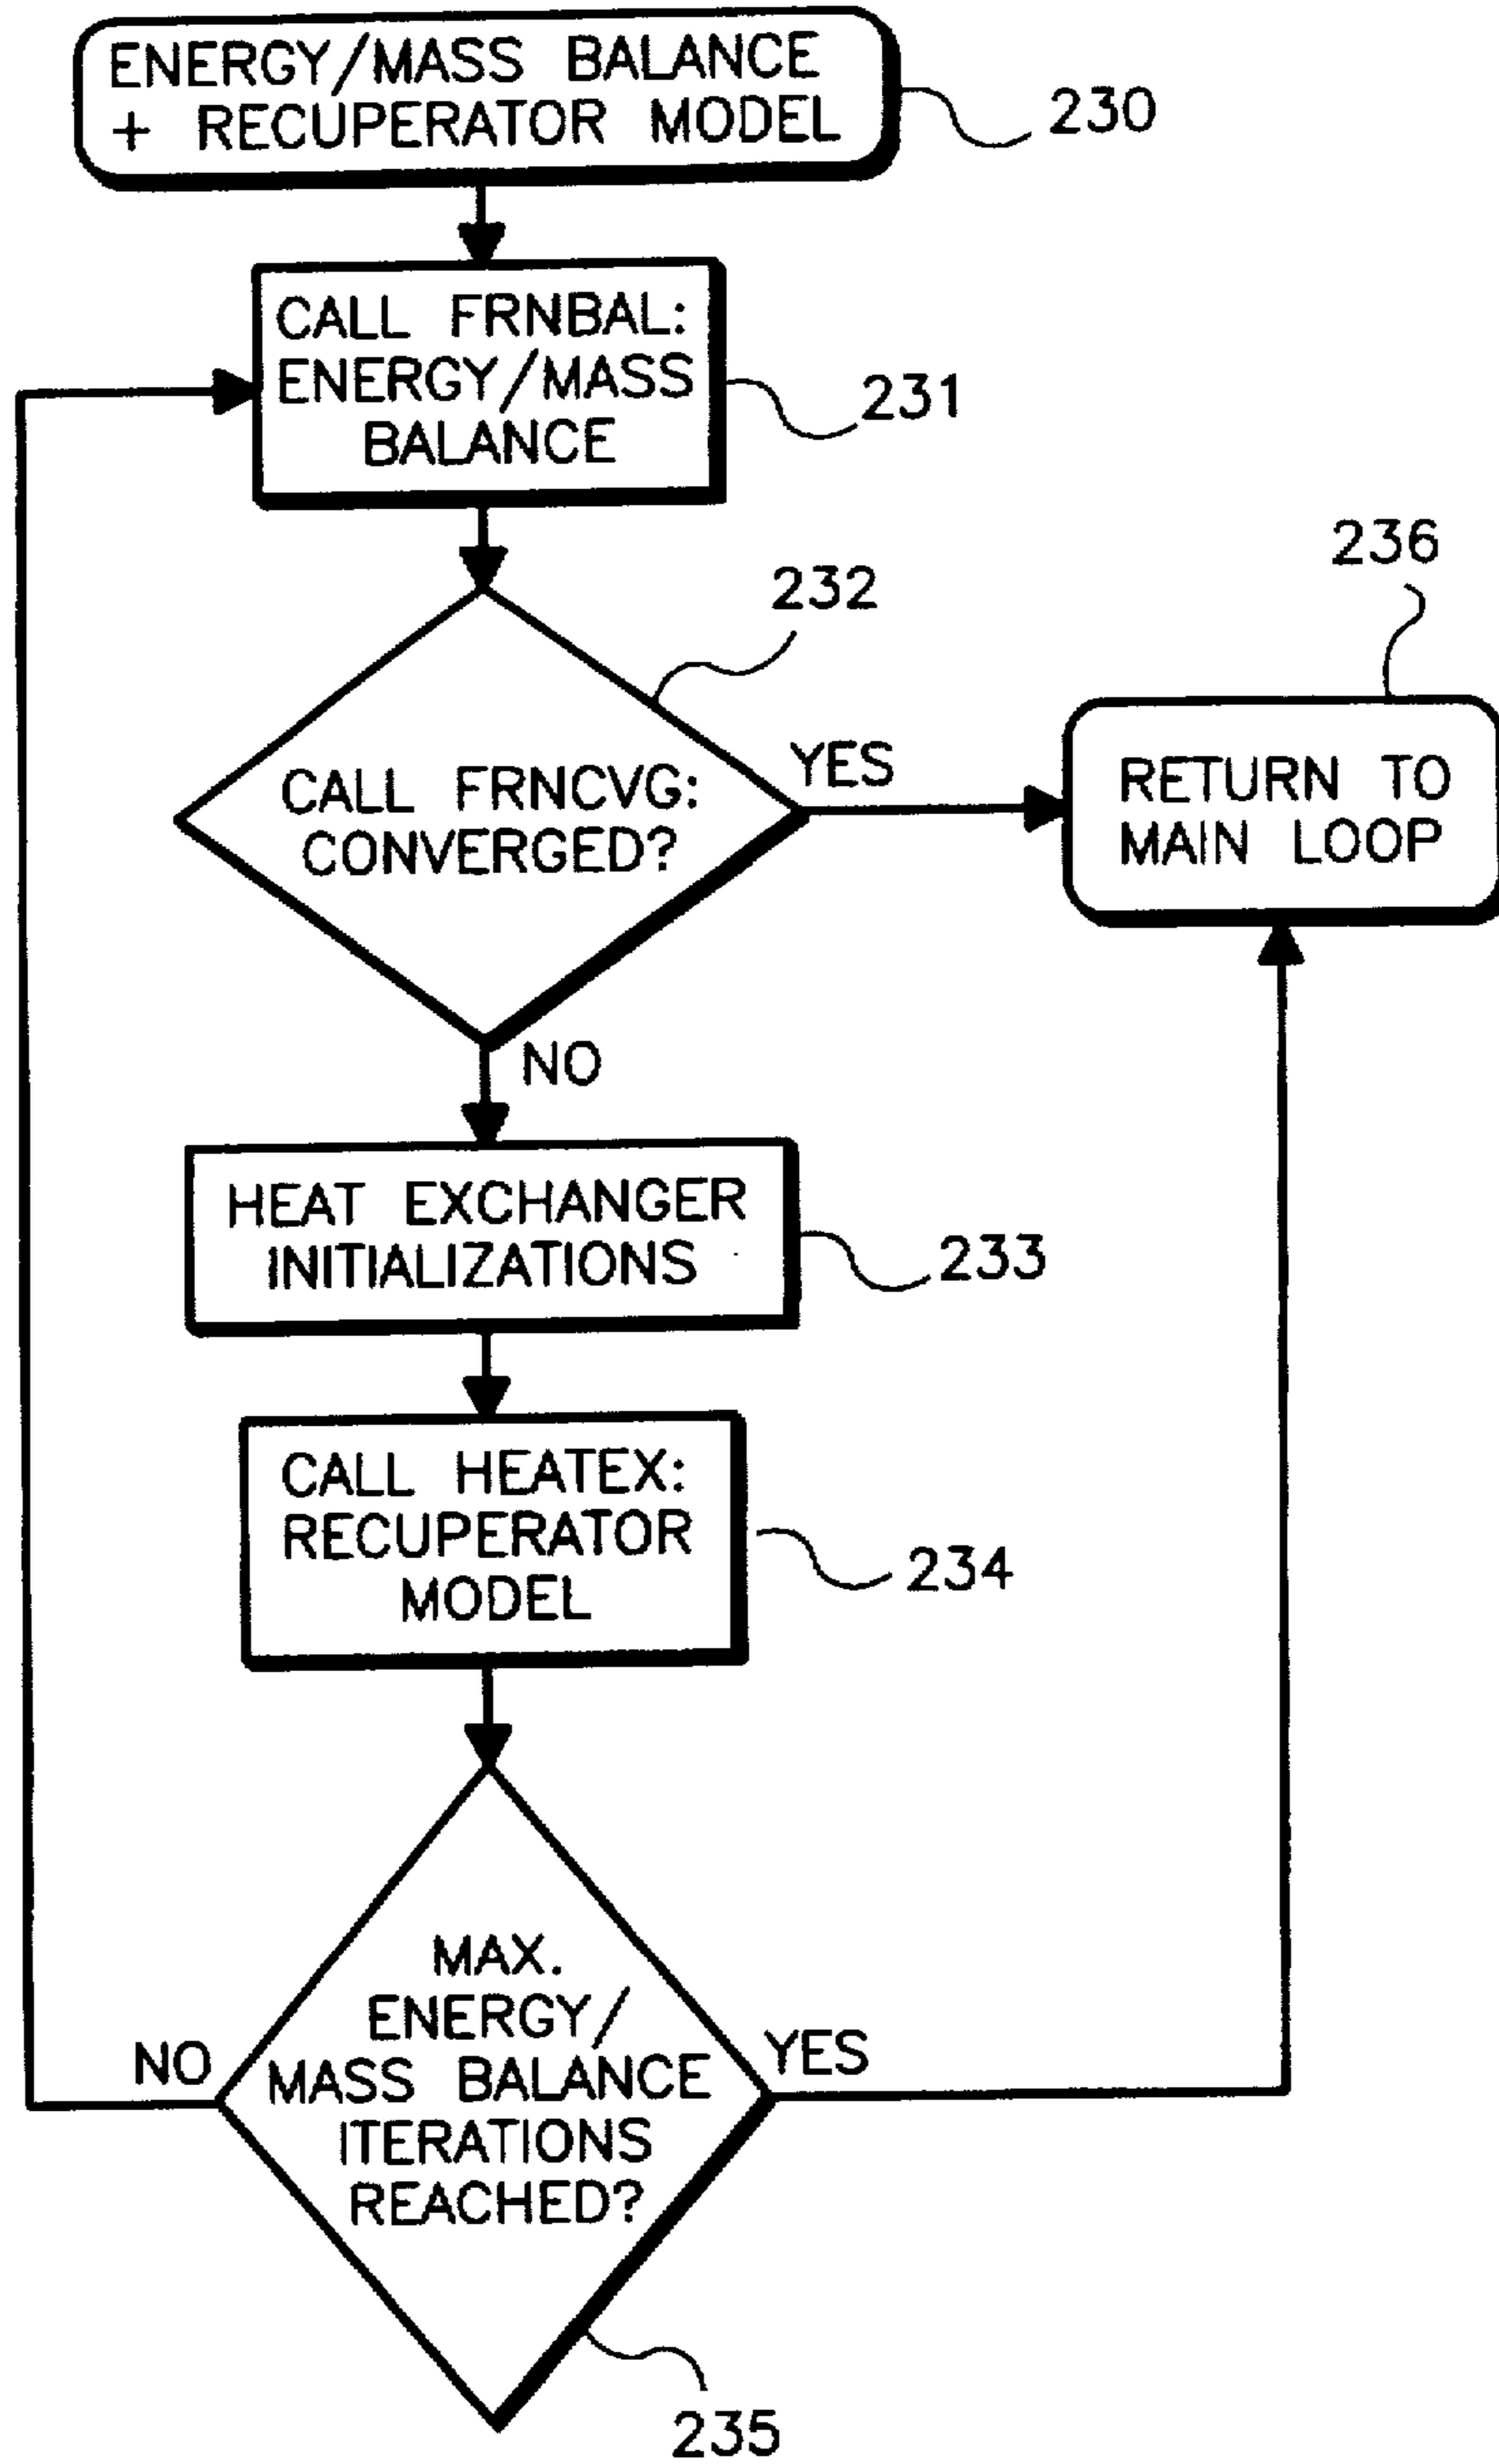 ENERGY/MASS BALANCE
+ RECUPERATOR MODEL
230
CALL FRNBAL:
ENERGY/MASS
BALANCE
231
232
236
CALL FRNCVG:
CONVERGED?
YES
RETURN TO
MAIN LOOP
NO
HEAT EXCHANGER
INITIALIZATIONS
233
CALL HEATEX:
RECUPERATOR
MODEL
234
MAX.
ENERGY/
MASS BALANCE
ITERATIONS
REACHED?
NO
YES
235